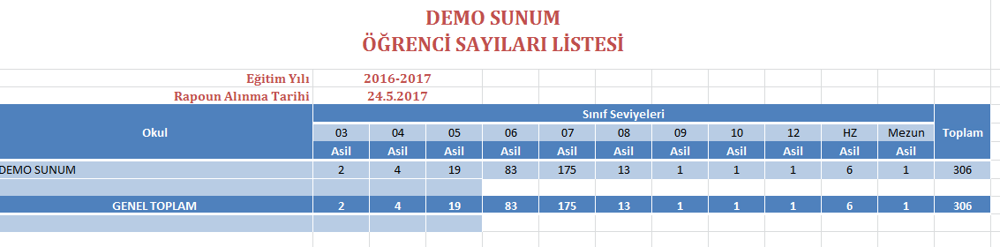 DEMO SUNUM
ÖĞRENCİ SAYILARI LİSTESİ
Eğitim Yılı 2016-2017
Rapoun Alınma Tarihi 24.5.2017
Okul Sınıf Seviyeleri Toplam
03 04 05 06 07 08 09 10 12 HZ Mezun
Asil Asil Asil Asil Asil Asil Asil Asil Asil Asil Asil
DEMO SUNUM 2 4 19 83 175 13 1 1 1 6 1 306
GENEL TOPLAM 2 4 19 83 175 13 1 1 1 6 1 306